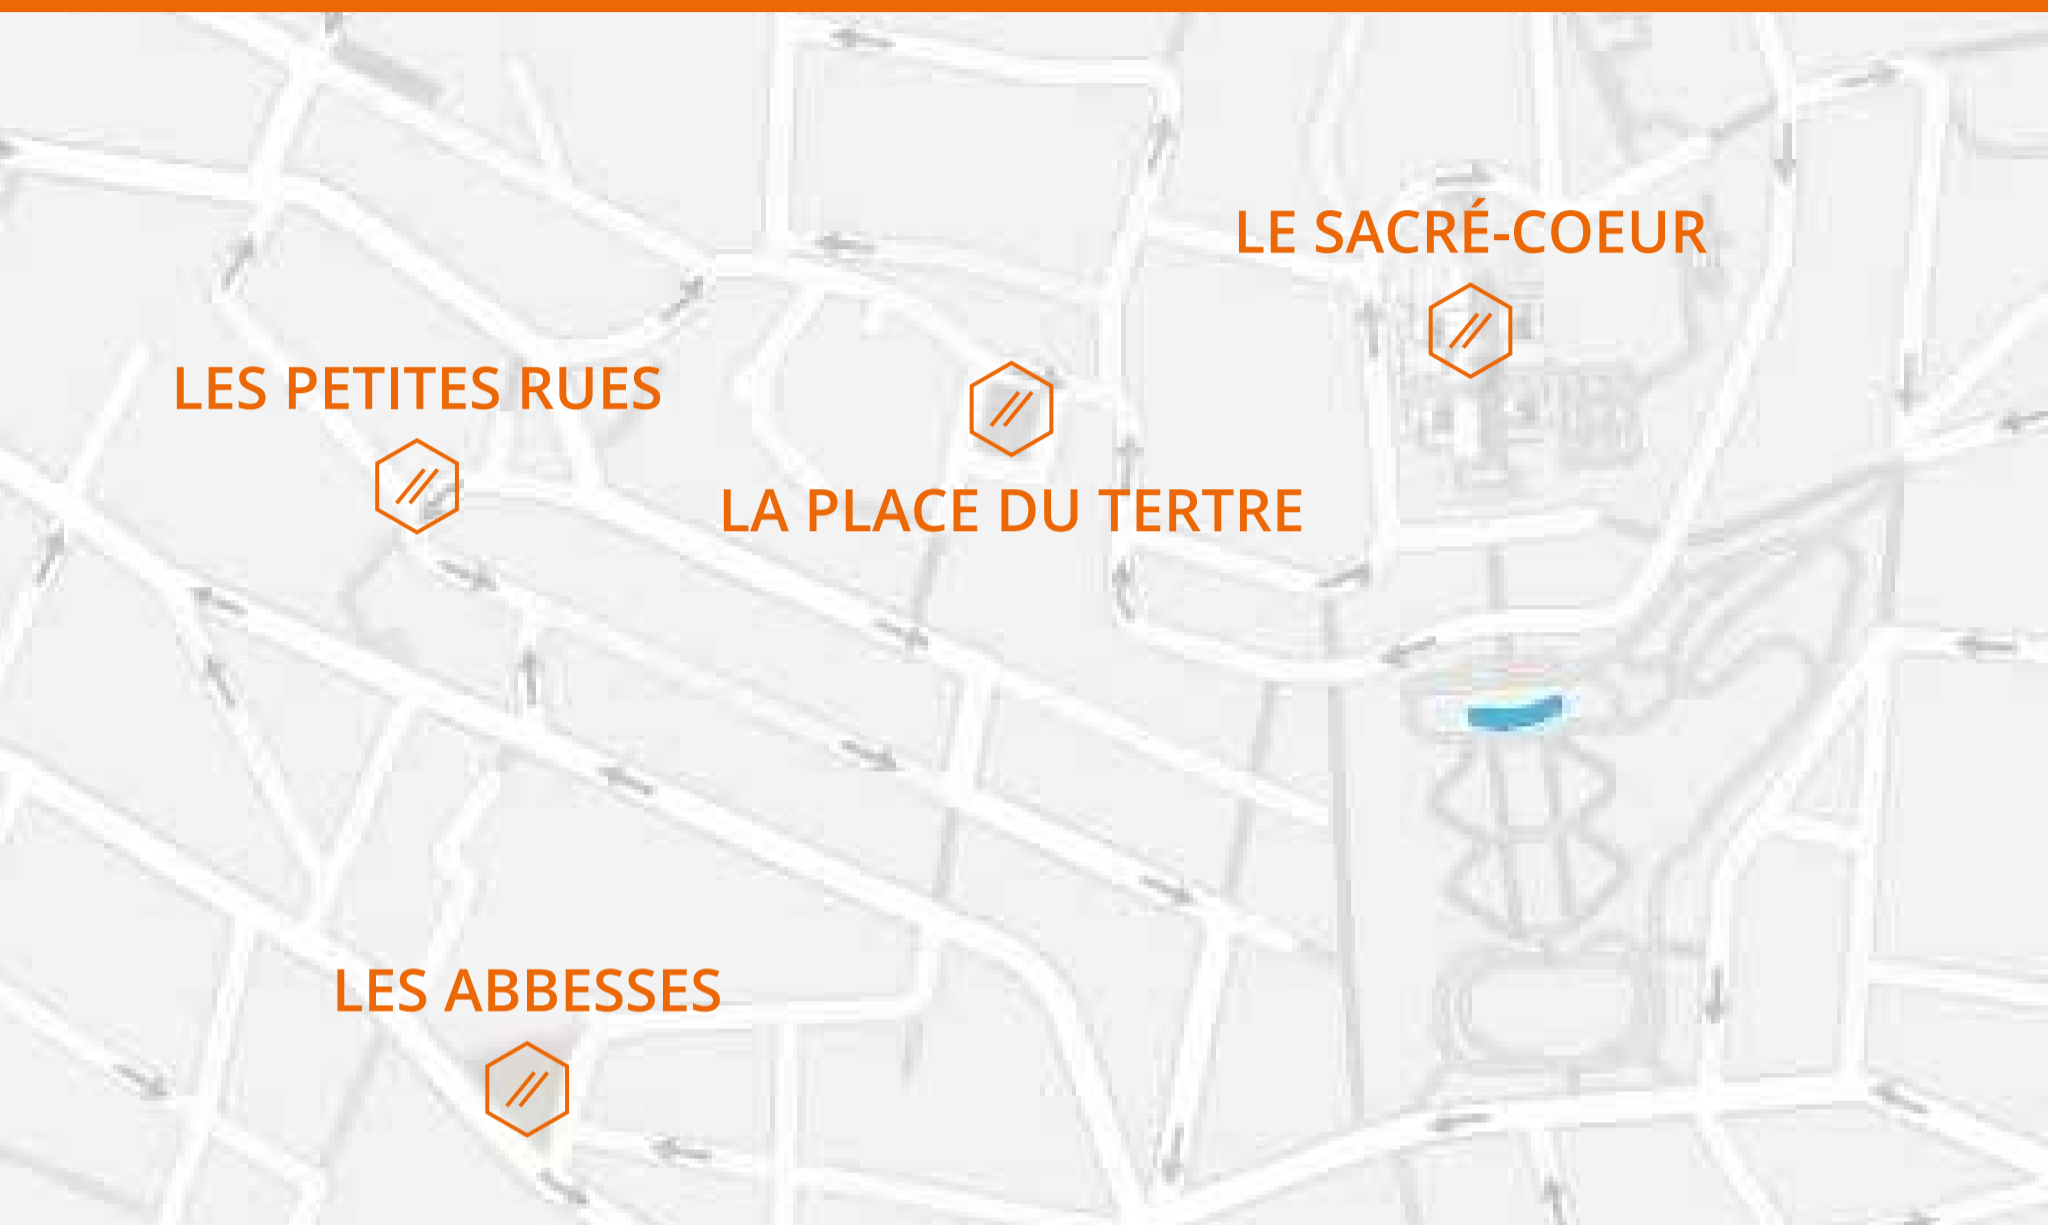 LE SACRÉ-COEUR
LES PETITES RUES
LA PLACE DU TERTRE
LES ABBESSES